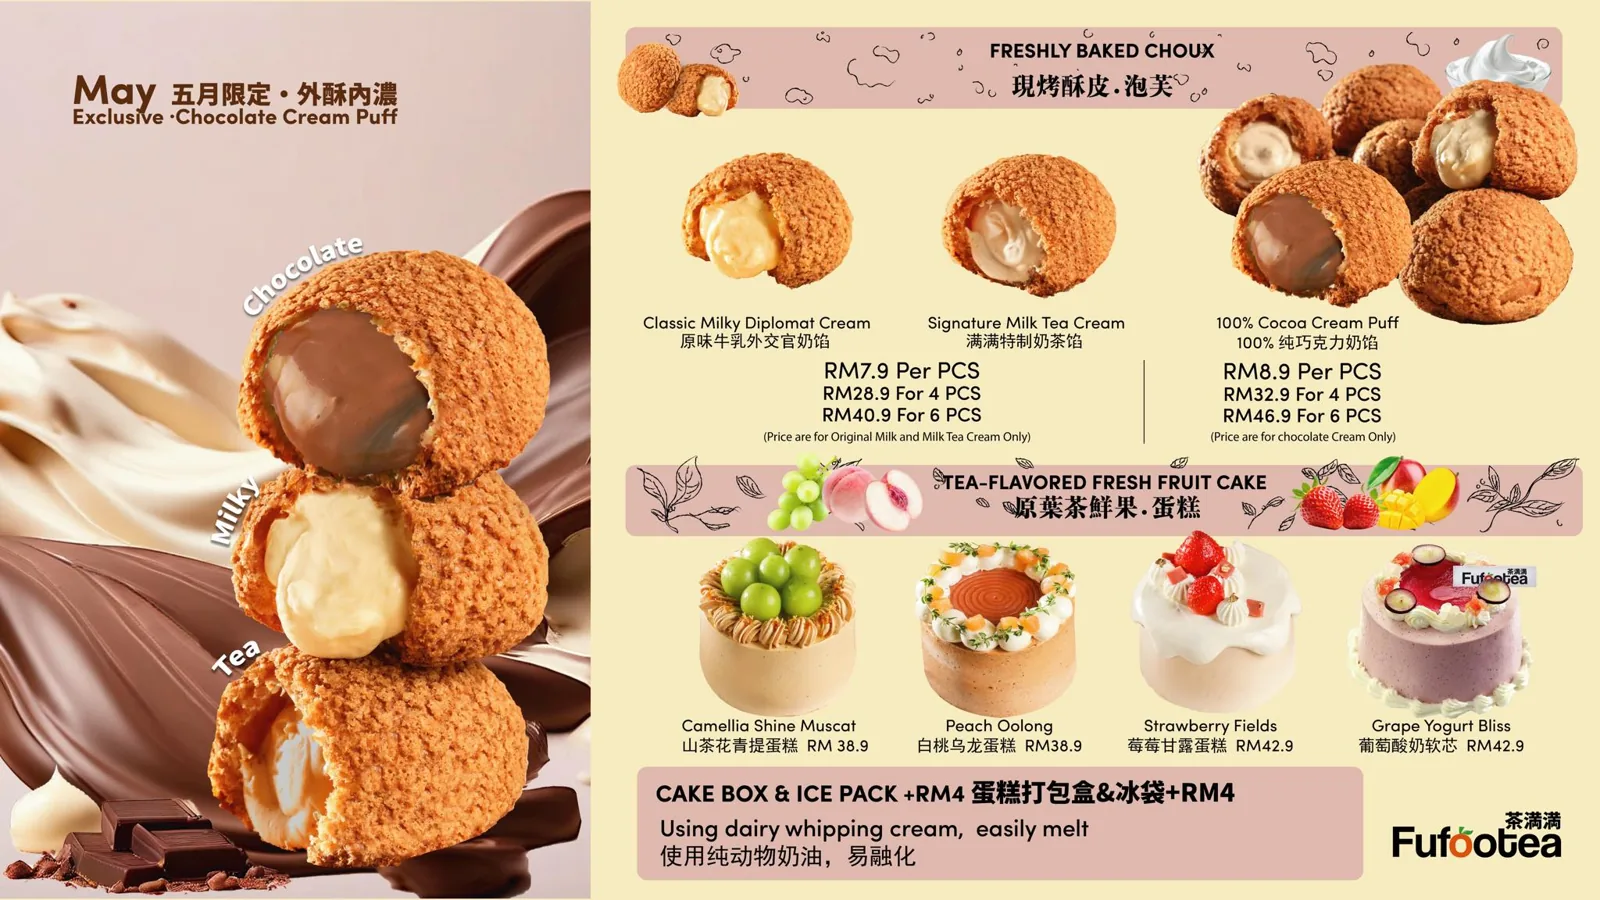 May 五月限定・外酥內濃
Exclusive ·Chocolate Cream Puff
Chocolate
Milky
Tea
FRESHLY BAKED CHOUX
現烤酥皮.泡芙
Classic Milky Diplomat Cream
原味牛乳外交官奶馅
Signature Milk Tea Cream
满满特制奶茶馅
RM7.9 Per PCS
RM28.9 For 4 PCS
RM40.9 For 6 PCS
(Price are for Original Milk and Milk Tea Cream Only)
100% Cocoa Cream Puff
100% 纯巧克力奶馅
RM8.9 Per PCS
RM32.9 For 4 PCS
RM46.9 For 6 PCS
(Price are for chocolate Cream Only)
TEA-FLAVORED FRESH FRUIT CAKE
原葉茶鮮果.蛋糕
茶満満
Fufootea
Camellia Shine Muscat
山茶花青提蛋糕 RM 38.9
Peach Oolong
白桃乌龙蛋糕 RM38.9
Strawberry Fields
莓莓甘露蛋糕 RM42.9
Grape Yogurt Bliss
葡萄酸奶软芯 RM42.9
CAKE BOX & ICE PACK +RM4 蛋糕打包盒&冰袋+RM4
Using dairy whipping cream, easily melt
使用纯动物奶油，易融化
茶満満
Fufootea